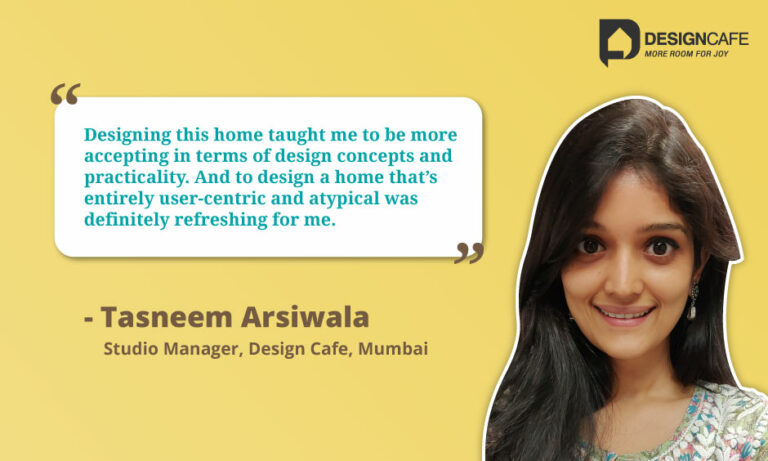 DESIGNCAFE
MORE ROOM FOR JOY
“
Designing this home taught me to be more
accepting in terms of design concepts and
practicality. And to design a home that’s
entirely user-centric and atypical was
definitely refreshing for me.
”
- Tasneem Arsiwala
Studio Manager, Design Cafe, Mumbai